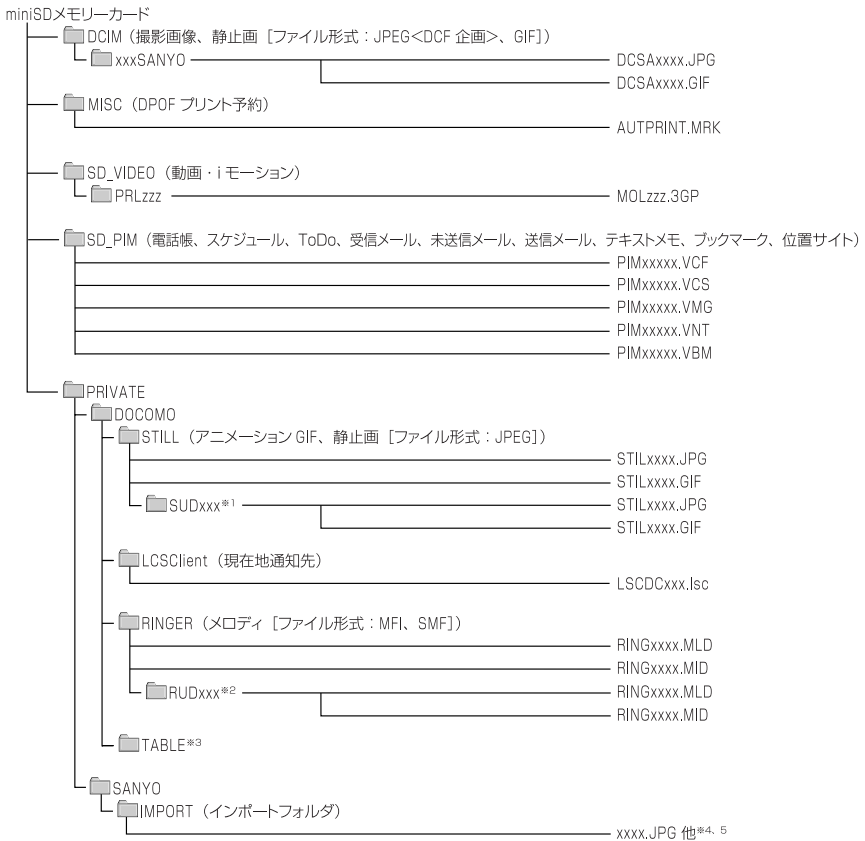 miniSDメモリーカード
DCIM（撮影画像、静止画［ファイル形式：JPEG<DCF 企画>、GIF］）
xxxSANYO DCSAxxxx.JPG
DCSAxxxx.GIF
MISC（DPOF プリント予約）
AUTPRINT.MRK
SD_VIDEO（動画・i モーション）
PRLzzz MOLzzz.3GP
SD_PIM（電話帳、スケジュール、ToDo、受信メール、未送信メール、送信メール、テキストメモ、ブックマーク、位置サイト）
PIMxxxxx.VCF
PIMxxxxx.VCS
PIMxxxxx.VMG
PIMxxxxx.VNT
PIMxxxxx.VBM
PRIVATE
DOCOMO
STILL（アニメーション GIF、静止画［ファイル形式：JPEG］）
STILxxxx.JPG
STILxxxx.GIF
SUDxxx※1 STILxxxx.JPG
STILxxxx.GIF
LCSClient（現在地通知先）
LSCDCxxx.lsc
RINGER（メロディ［ファイル形式：MFI、SMF］）
RINGxxxx.MLD
RINGxxxx.MID
RUDxxx※2 RINGxxxx.MLD
RINGxxxx.MID
TABLE※3
SANYO
IMPORT（インポートフォルダ）
xxxx.JPG 他※4、5